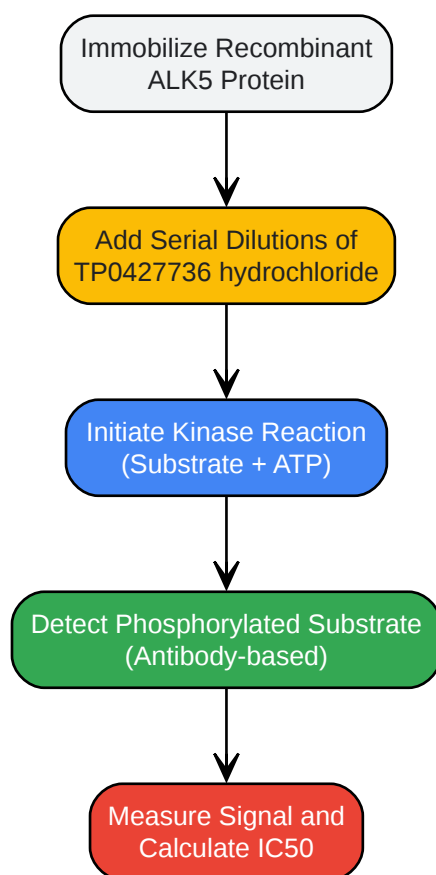 Immobilize Recombinant
ALK5 Protein
Add Serial Dilutions of
TP0427736 hydrochloride
Initiate Kinase Reaction
(Substrate + ATP)
Detect Phosphorylated Substrate
(Antibody-based)
Measure Signal and
Calculate IC50